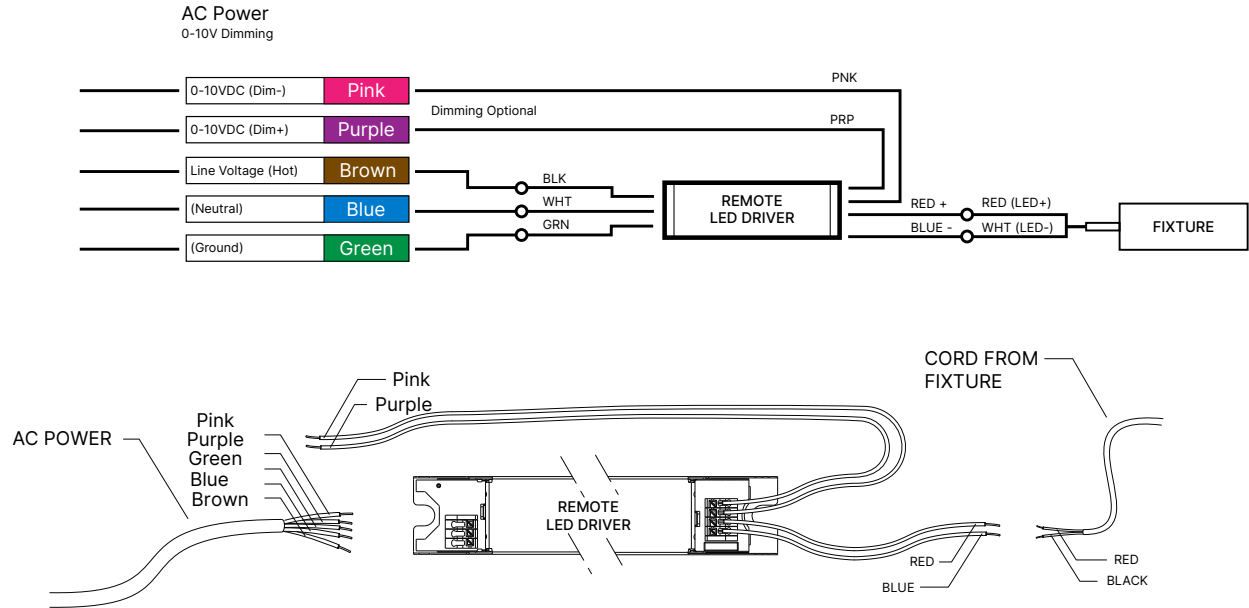 AC Power
0-10V Dimming
0-10VDC (Dim-) Pink PNK
Dimming Optional
0-10VDC (Dim+) Purple PRP
Line Voltage (Hot) Brown BLK
(Neutral) Blue WHT
(Ground) Green GRN
REMOTE
LED DRIVER
RED + RED (LED+)
BLUE - WHT (LED-)
FIXTURE
CORD FROM
FIXTURE
Pink
Purple
AC POWER
Pink
Purple
Green
Blue
Brown
REMOTE
LED DRIVER
RED
BLUE
RED
BLACK